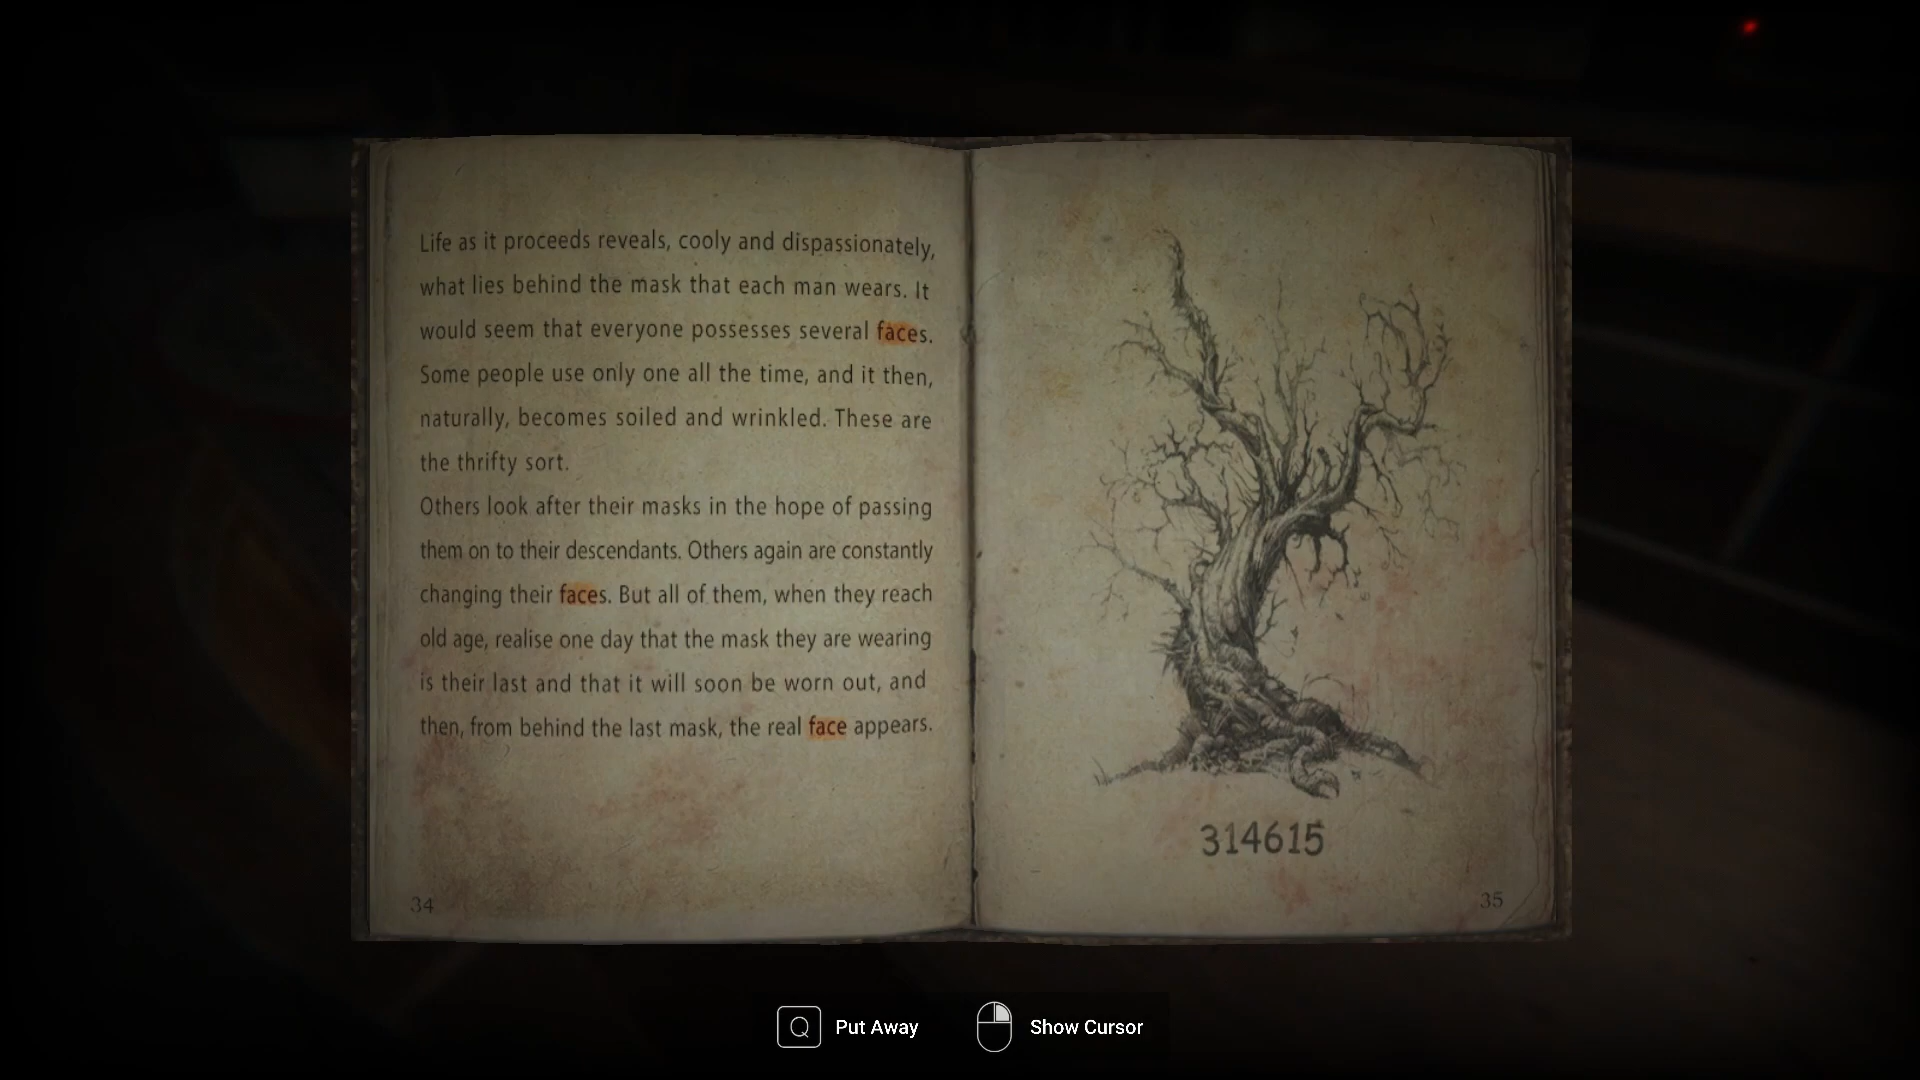 Life as it proceeds reveals, cooly and dispassionately,
what lies behind the mask that each man wears. It
would seem that everyone possesses several faces.
Some people use only one all the time, and it then,
naturally, becomes soiled and wrinkled. These are
the thrifty sort.
Others look after their masks in the hope of passing
them on to their descendants. Others again are constantly
changing their faces. But all of them, when they reach
old age, realise one day that the mask they are wearing
is their last and that it will soon be worn out, and
then, from behind the last mask, the real face appears.
34
314615
35
Q Put Away
Show Cursor